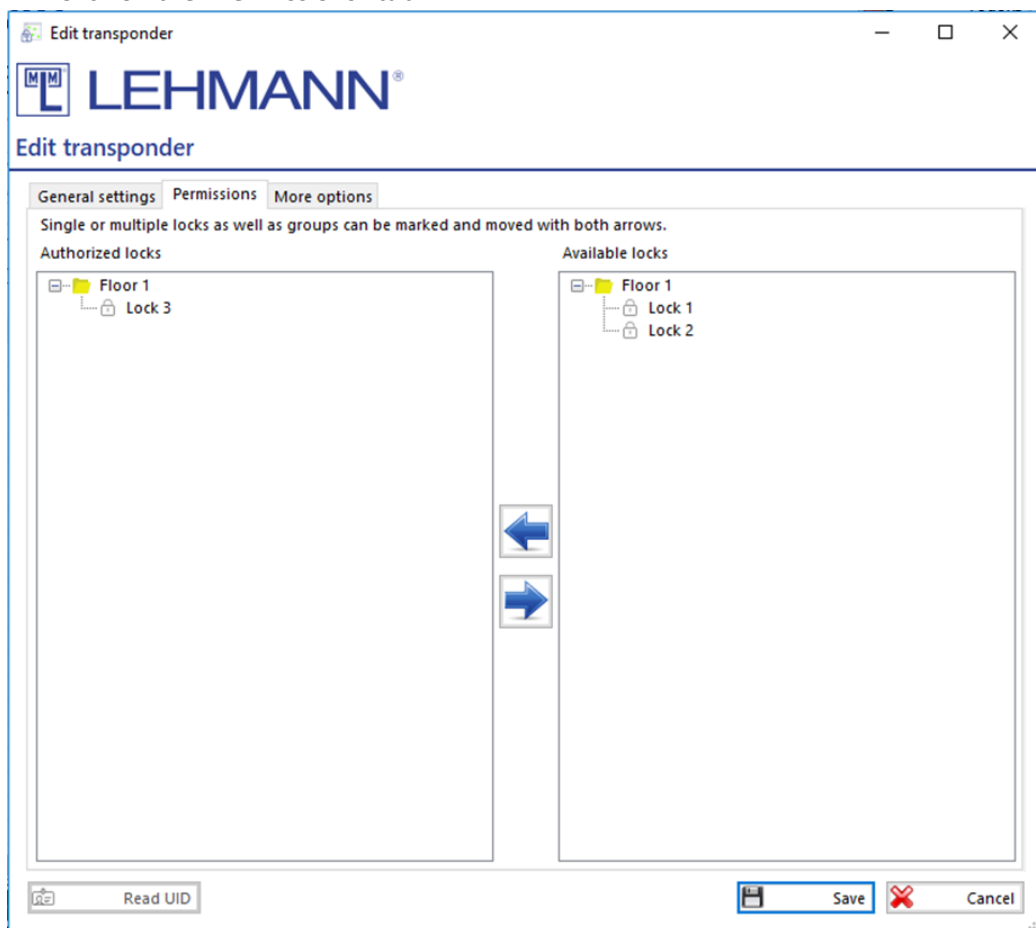 Edit transponder
MLM LEHMANN®
Edit transponder
General settings Permissions More options
Single or multiple locks as well as groups can be marked and moved with both arrows.
Authorized locks
Available locks
Floor 1
Lock 3
Floor 1
Lock 1
Lock 2
Read UID
Save
Cancel